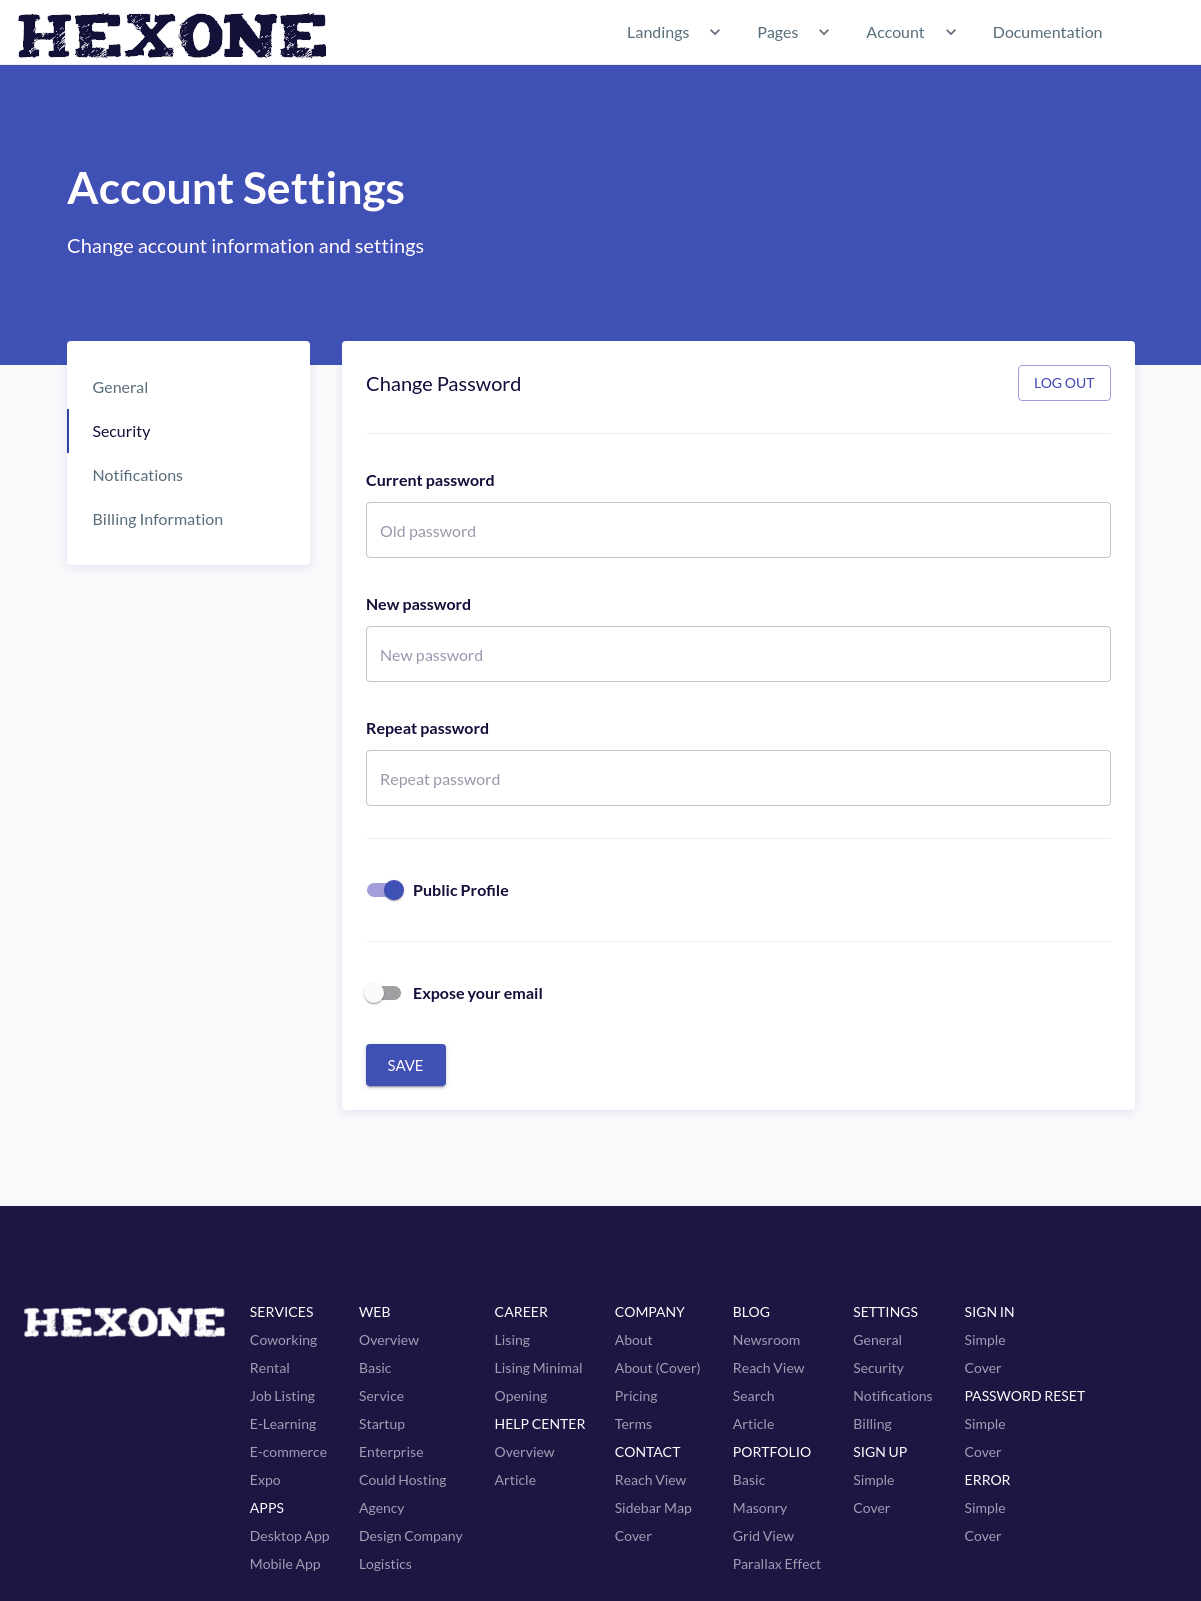 HEXONE
Landings Pages Account Documentation
Account Settings
Change account information and settings
General
Security
Notifications
Billing Information
Change Password
LOG OUT
Current password
Old password
New password
New password
Repeat password
Repeat password
Public Profile
Expose your email
SAVE
HEXONE
SERVICES
Coworking
Rental
Job Listing
E-Learning
E-commerce
Expo
APPS
Desktop App
Mobile App
WEB
Overview
Basic
Service
Startup
Enterprise
Could Hosting
Agency
Design Company
Logistics
CAREER
Lising
Lising Minimal
Opening
HELP CENTER
Overview
Article
COMPANY
About
About (Cover)
Pricing
Terms
CONTACT
Reach View
Sidebar Map
Cover
BLOG
Newsroom
Reach View
Search
Article
PORTFOLIO
Basic
Masonry
Grid View
Parallax Effect
SETTINGS
General
Security
Notifications
Billing
SIGN UP
Simple
Cover
SIGN IN
Simple
Cover
PASSWORD RESET
Simple
Cover
ERROR
Simple
Cover